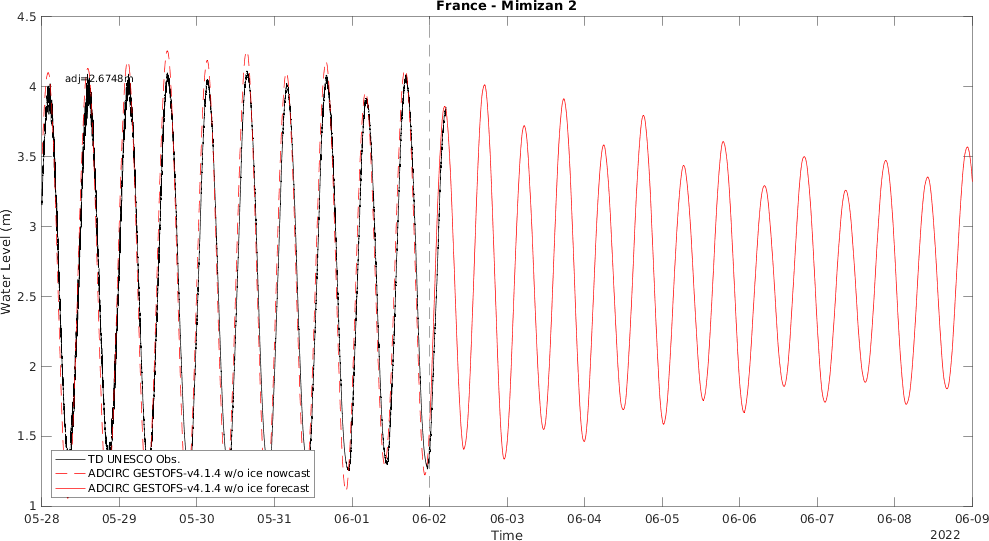 France - Mimizan 2
4.5
4
3.5
3
2.5
2
1.5
1
Water Level (m)
adj=2.6748m
TD UNESCO Obs.
ADCIRC GESTOFS-v4.1.4 w/o ice nowcast
ADCIRC GESTOFS-v4.1.4 w/o ice forecast
05-28 05-29 05-30 05-31 06-01 06-02 06-03 06-04 06-05 06-06 06-07 06-08 06-09
Time
2022